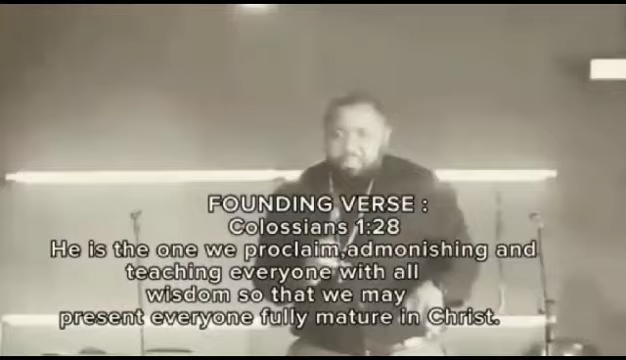 FOUNDING VERSE :
Colossians 1:28
He is the one we proclaim,admonishing and
teaching everyone with all
wisdom so that we may
present everyone fully mature in Christ.